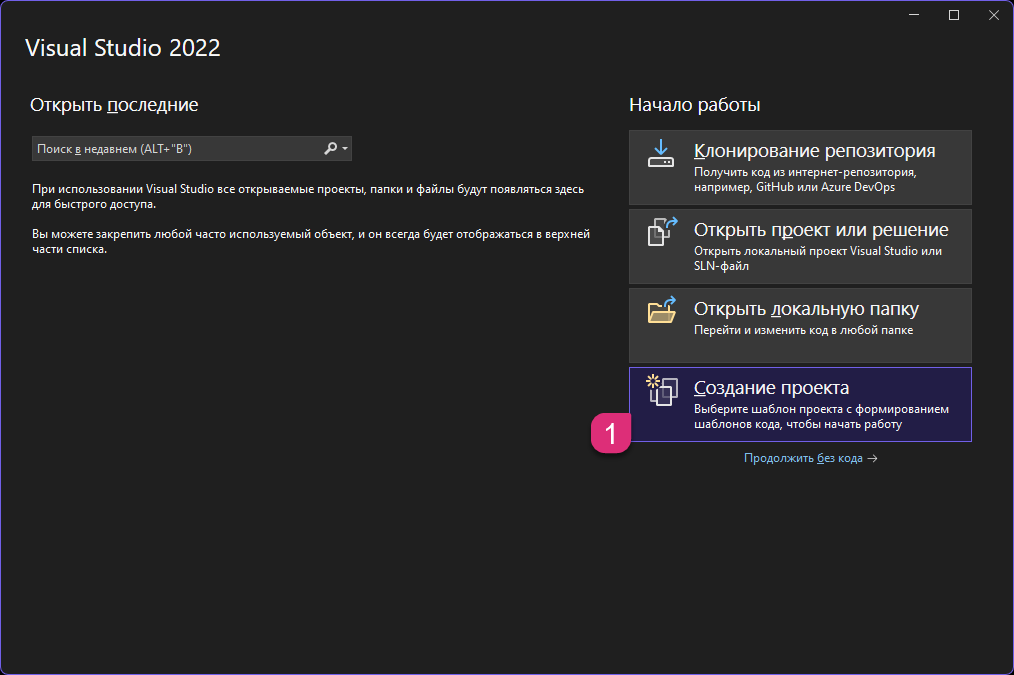 Visual Studio 2022
Открыть последние
Поиск в недавнем (ALT+"В")
При использовании Visual Studio все открываемые проекты, папки и файлы будут появляться здесь
для быстрого доступа.
Вы можете закрепить любой часто используемый объект, и он всегда будет отображаться в верхней
части списка.
Начало работы
Клонирование репозитория
Получить код из интернет-репозитория,
например, GitHub или Azure DevOps
Открыть проект или решение
Открыть локальный проект Visual Studio или
SLN-файл
Открыть локальную папку
Перейти и изменить код в любой папке
Создание проекта
Выберите шаблон проекта с формированием
шаблонов кода, чтобы начать работу
1
Продолжить без кода →